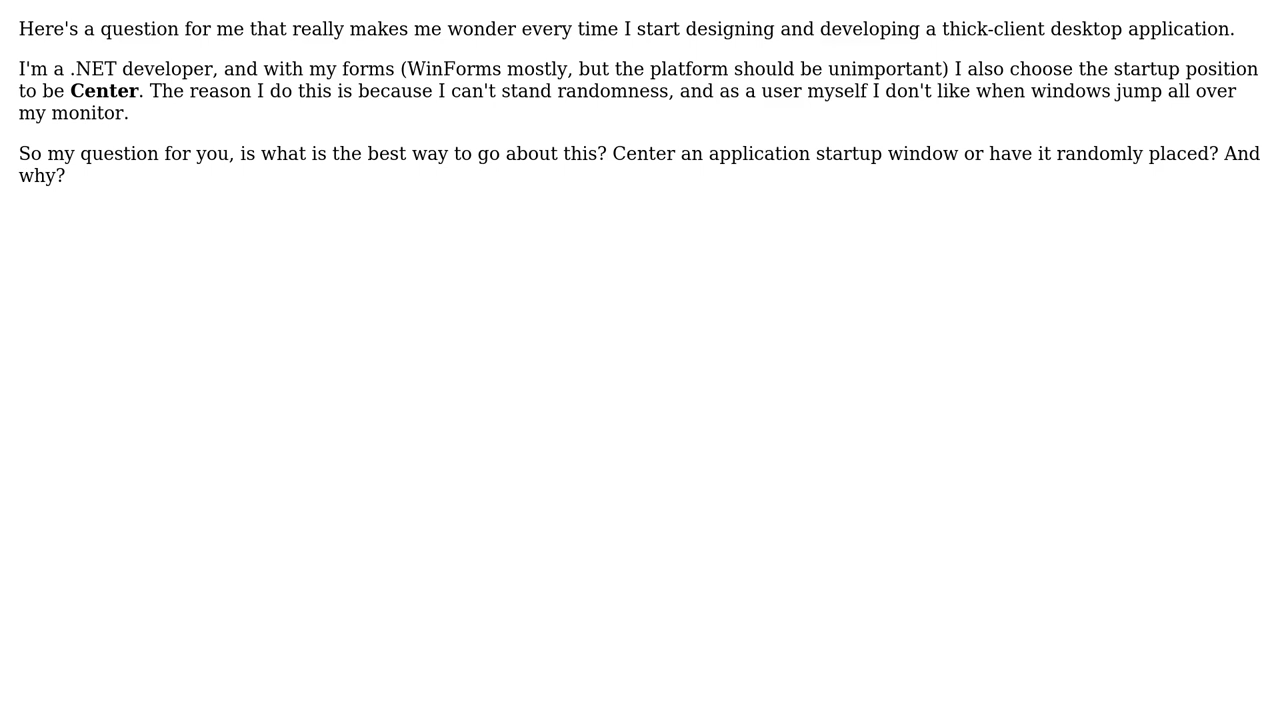 Here's a question for me that really makes me wonder every time I start designing and developing a thick-client desktop application.
I'm a .NET developer, and with my forms (WinForms mostly, but the platform should be unimportant) I also choose the startup position
to be Center. The reason I do this is because I can't stand randomness, and as a user myself I don't like when windows jump all over
my monitor.
So my question for you, is what is the best way to go about this? Center an application startup window or have it randomly placed? And
why?